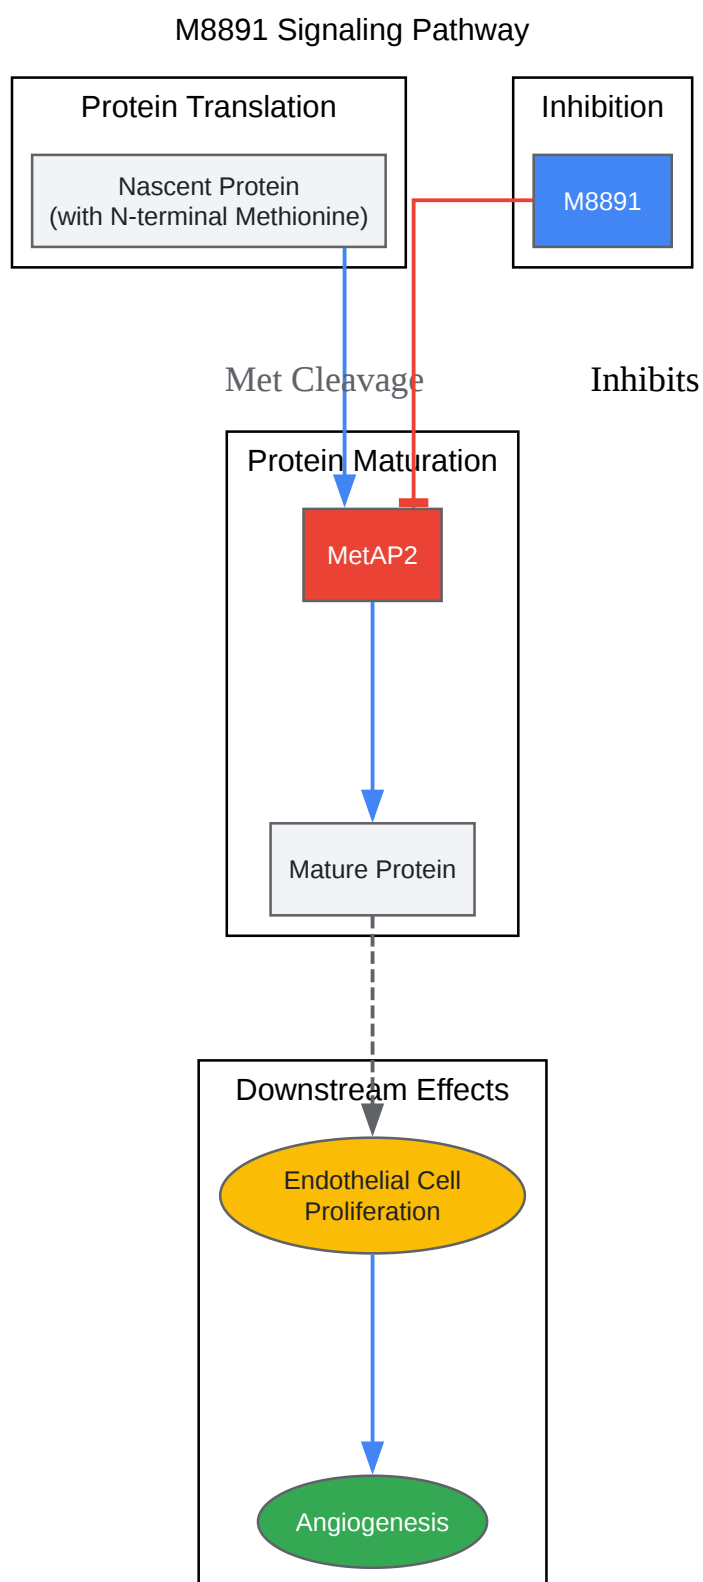 M8891 Signaling Pathway
Protein Translation
Inhibition
Nascent Protein
(with N-terminal Methionine)
M8891
Met Cleavage
Inhibits
Protein Maturation
MetAP2
Mature Protein
Downstream Effects
Endothelial Cell
Proliferation
Angiogenesis